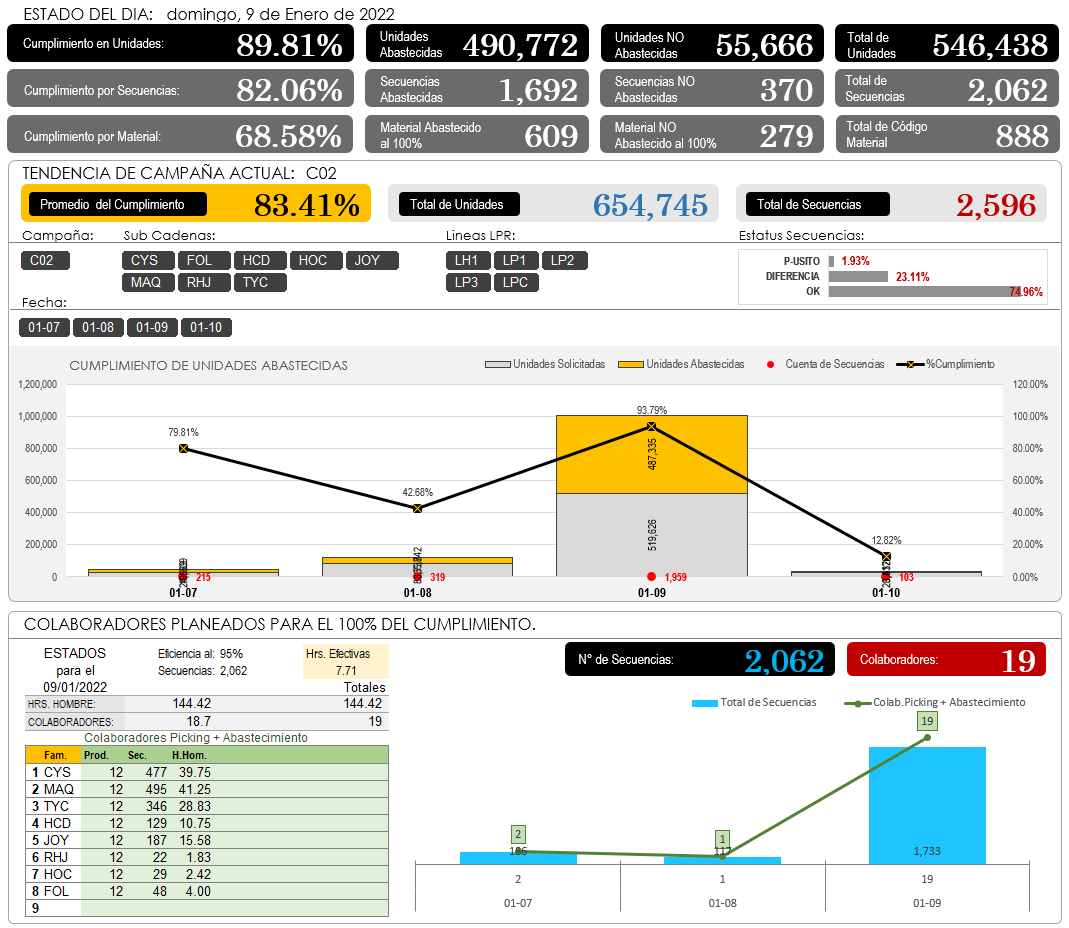 ESTADO DEL DIA: domingo, 9 de Enero de 2022
Cumplimiento en Unidades: 89.81%
Unidades Abastecidas 490,772
Unidades NO Abastecidas 55,666
Total de Unidades 546,438
Cumplimiento por Secuencias: 82.06%
Secuencias Abastecidas 1,692
Secuencias NO Abastecidas 370
Total de Secuencias 2,062
Cumplimiento por Material: 68.58%
Material Abastecido al 100% 609
Material NO Abastecido al 100% 279
Total de Código Material 888
TENDENCIA DE CAMPAÑA ACTUAL: C02
Promedio del Cumplimiento 83.41%
Total de Unidades 654,745
Total de Secuencias 2,596
Campaña:
C02
Sub Cadenas:
CYS FOL HCD HOC JOY
MAQ RHJ TYC
Lineas LPR:
LH1 LP1 LP2
LP3 LPC
Estatus Secuencias:
P-USITO 1.93%
DIFERENCIA 23.11%
OK 74.96%
Fecha:
01-07 01-08 01-09 01-10
CUMPLIMIENTO DE UNIDADES ABASTECIDAS
Unidades Solicitadas Unidades Abastecidas Cuenta de Secuencias %Cumplimiento
1,200,000
1,000,000
800,000
600,000
400,000
200,000
0
120.00%
100.00%
80.00%
60.00%
40.00%
20.00%
0.00%
79.81%
42.68%
93.79%
12.82%
487,335
519,626
215
319
1,959
103
01-07 01-08 01-09 01-10
COLABORADORES PLANEADOS PARA EL 100% DEL CUMPLIMIENTO.
ESTADOS
para el
09/01/2022
Eficiencia al: 95%
Secuencias: 2,062
Hrs. Efectivas
7.71
Totales
HRS. HOMBRE: 144.42 144.42
COLABORADORES: 18.7 19
Colaboradores Picking + Abastecimiento
Fam. Prod. Sec. H.Hom.
1 CYS 12 477 39.75
2 MAQ 12 495 41.25
3 TYC 12 346 28.83
4 HCD 12 129 10.75
5 JOY 12 187 15.58
6 RHJ 12 22 1.83
7 HOC 12 29 2.42
8 FOL 12 48 4.00
9
N° de Secuencias: 2,062
Colaboradores: 19
Total de Secuencias Colab.Picking + Abastecimiento
19
2
1
1,733
2 1 19
01-07 01-08 01-09